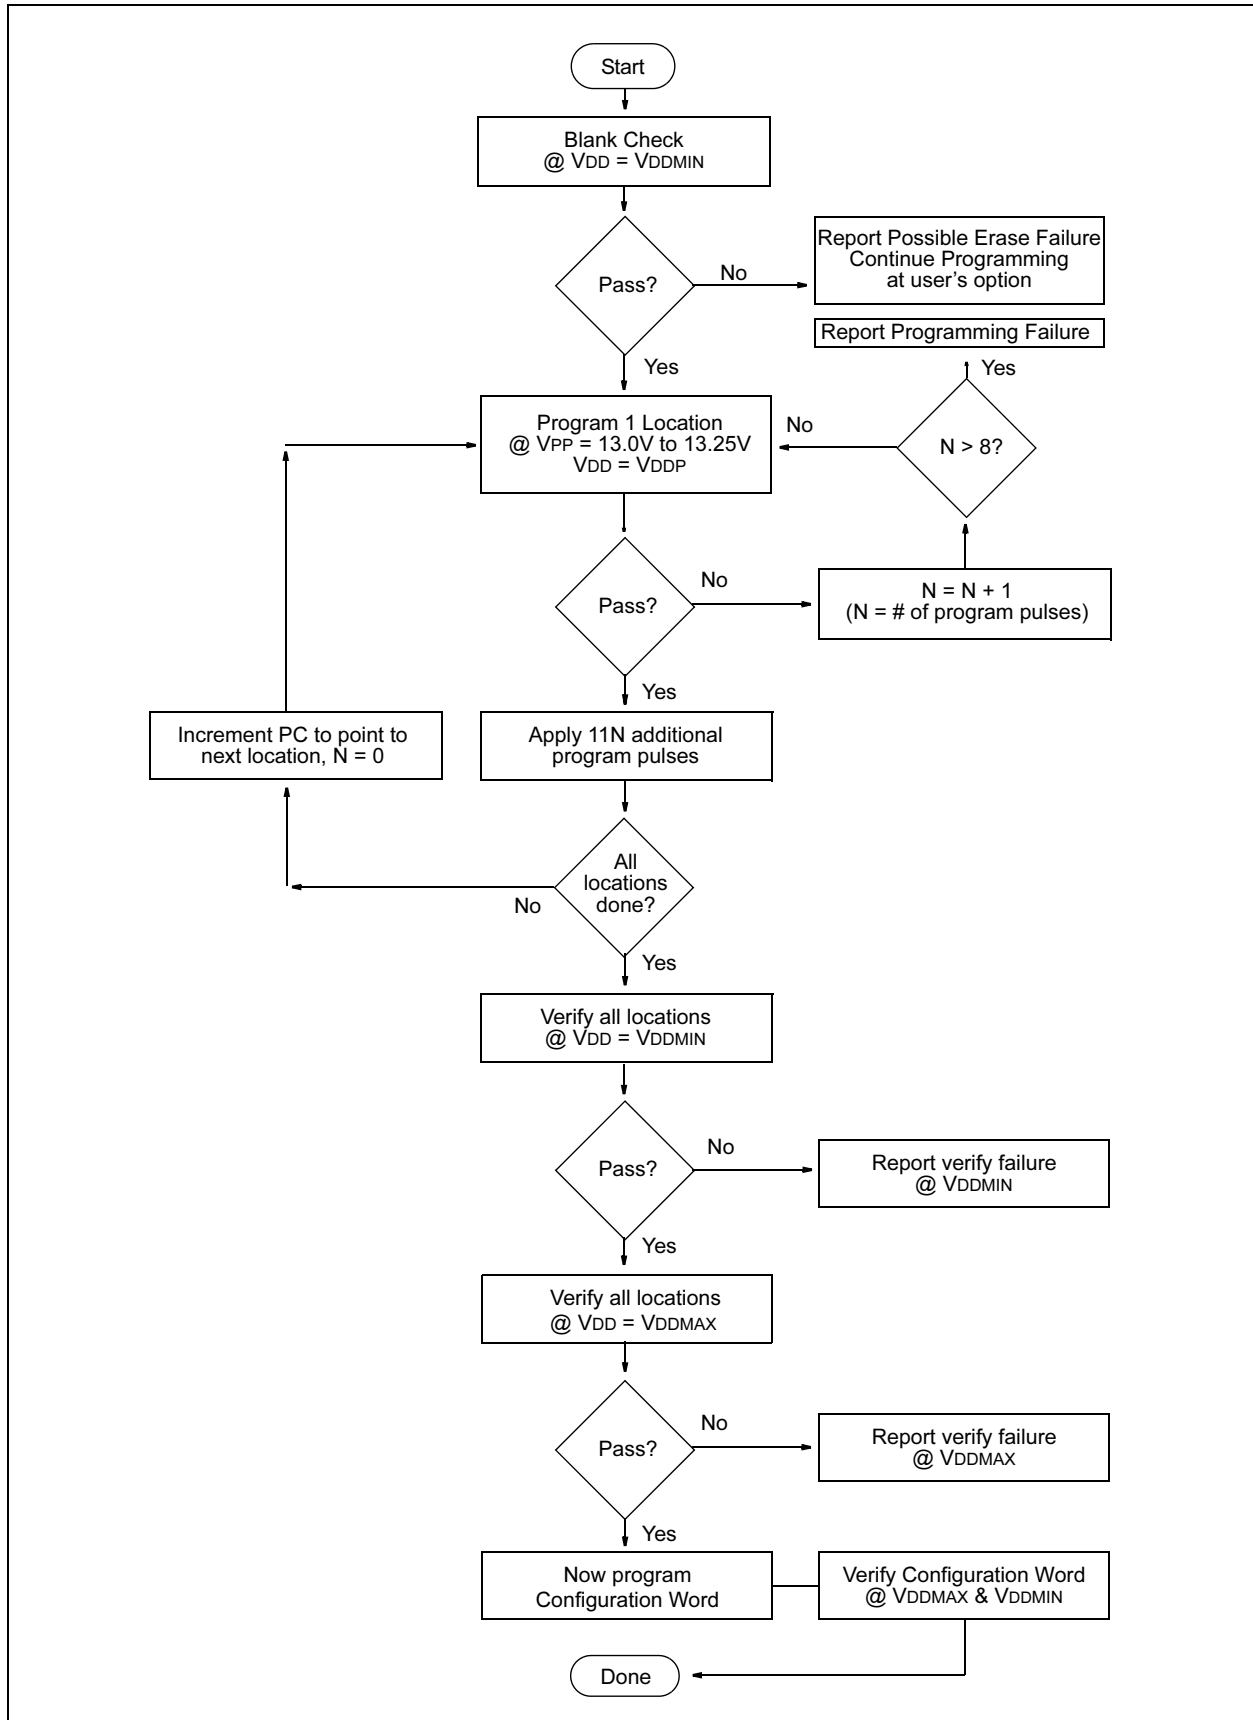 Start
Blank Check
@ VDD = VDDMIN
Pass?
No
Report Possible Erase Failure
Continue Programming
at user's option
Yes
Report Programming Failure
Yes
N > 8?
No
Program 1 Location
@ VPP = 13.0V to 13.25V
VDD = VDDP
Pass?
No
N = N + 1
(N = # of program pulses)
Yes
Increment PC to point to
next location, N = 0
Apply 11N additional
program pulses
All
locations
done?
No
Yes
Verify all locations
@ VDD = VDDMIN
Pass?
No
Report verify failure
@ VDDMIN
Yes
Verify all locations
@ VDD = VDDMAX
Pass?
No
Report verify failure
@ VDDMAX
Yes
Now program
Configuration Word
Verify Configuration Word
@ VDDMAX & VDDMIN
Done